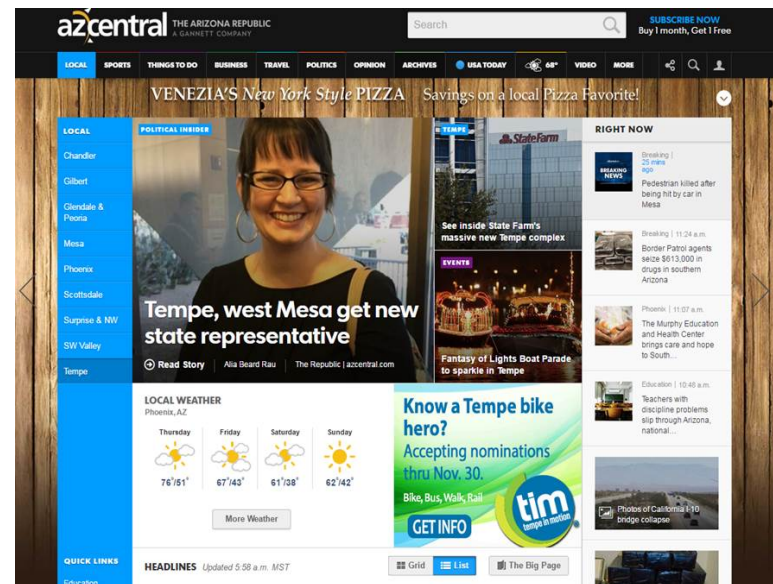 azcentral
THE ARIZONA REPUBLIC
A GANNETT COMPANY
Search
SUBSCRIBE NOW
Buy 1 month, Get 1 Free
LOCAL SPORTS THINGS TO DO BUSINESS TRAVEL POLITICS OPINION ARCHIVES USA TODAY 68° VIDEO MORE
VENEZIA'S New York Style PIZZA Savings on a local Pizza Favorite!
LOCAL
Chandler
Gilbert
Glendale &
Peoria
Mesa
Phoenix
Scottsdale
Surprise & NW
SW Valley
Tempe
QUICK LINKS
Education
POLITICAL INSIDER
Tempe, west Mesa get new
state representative
Read Story Alia Beard Rau The Republic | azcentral.com
TEMPE
StateFarm
See inside State Farm's
massive new Tempe complex
EVENTS
Fantasy of Lights Boat Parade
to sparkle in Tempe
LOCAL WEATHER
Phoenix, AZ
Thursday Friday Saturday Sunday
76°/51° 67°/43° 61°/38° 62°/42°
More Weather
Know a Tempe bike
hero?
Accepting nominations
thru Nov. 30.
Bike, Bus, Walk, Rail
GET INFO
tim
tempe in motion
HEADLINES Updated 5:58 a.m. MST
Grid List The Big Page
RIGHT NOW
BREAKING
NEWS
Breaking |
25 mins
ago
Pedestrian killed after
being hit by car in
Mesa
Breaking | 11:24 a.m.
Border Patrol agents
seize $613,000 in
drugs in southern
Arizona
Phoenix | 11:07 a.m.
The Murphy Education
and Health Center
brings care and hope
to South...
Education | 10:48 a.m.
Teachers with
discipline problems
slip through Arizona,
national...
Photos of California I-10
bridge collapse